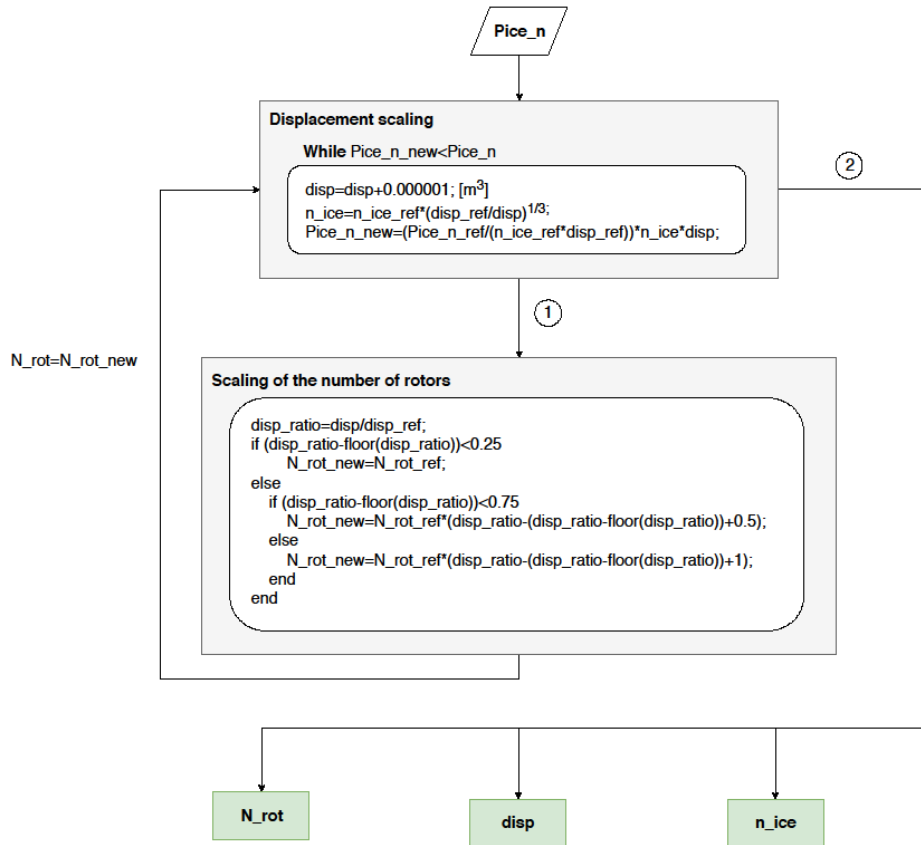 Pice_n
Displacement scaling
While Pice_n_new<Pice_n
disp=disp+0.000001; [m³]
n_ice=n_ice_ref*(disp_ref/disp)^1/3;
Pice_n_new=(Pice_n_ref/(n_ice_ref*disp_ref))*n_ice*disp;
2
1
N_rot=N_rot_new
Scaling of the number of rotors
disp_ratio=disp/disp_ref;
if (disp_ratio-floor(disp_ratio))<0.25
N_rot_new=N_rot_ref;
else
if (disp_ratio-floor(disp_ratio))<0.75
N_rot_new=N_rot_ref*(disp_ratio-(disp_ratio-floor(disp_ratio))+0.5);
else
N_rot_new=N_rot_ref*(disp_ratio-(disp_ratio-floor(disp_ratio))+1);
end
end
N_rot
disp
n_ice